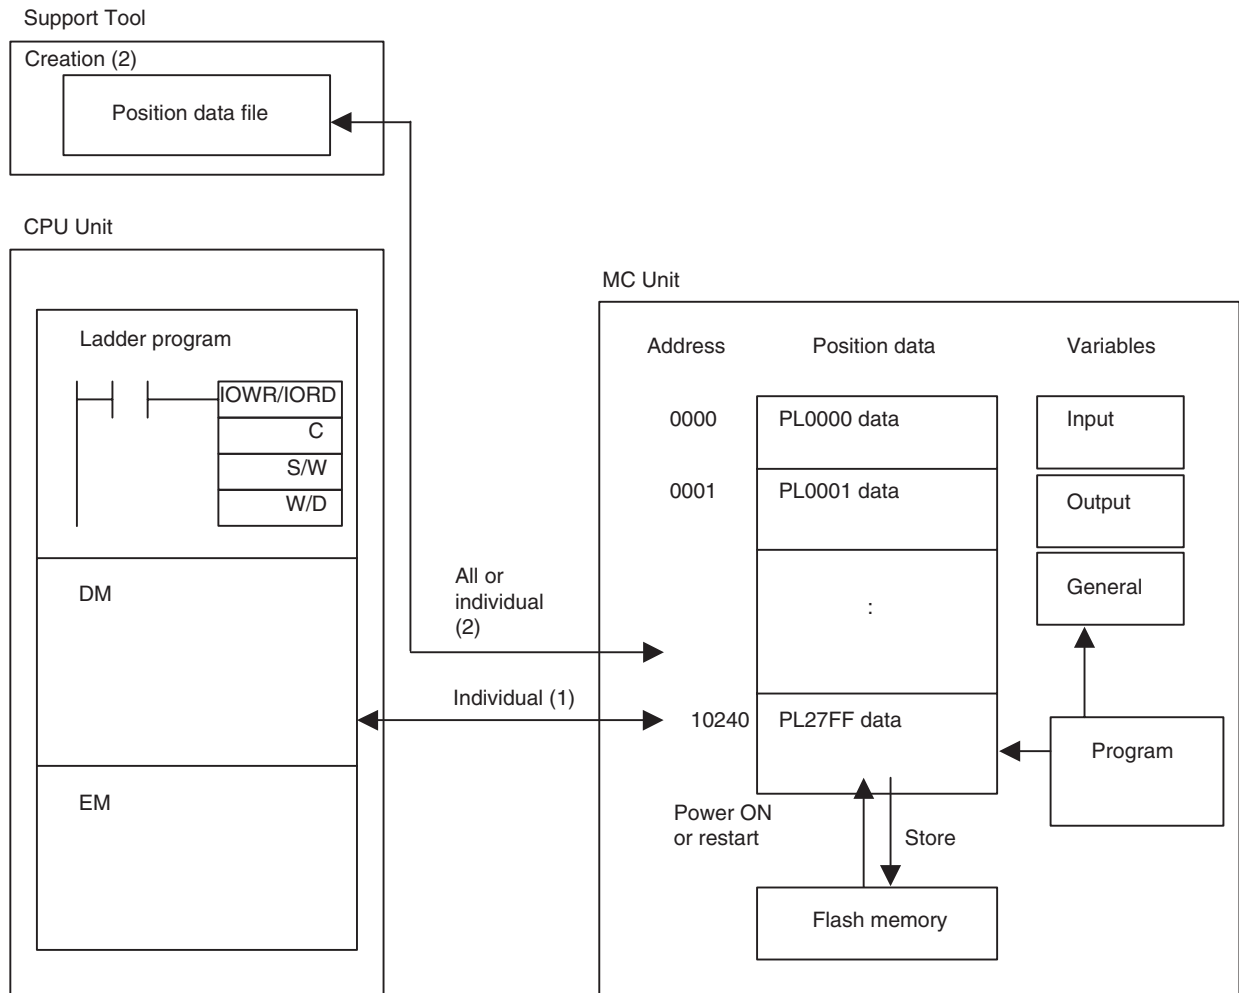 Support Tool
Creation (2)
Position data file
CPU Unit
Ladder program
IOWR/IORD
C
S/W
W/D
DM
EM
All or
individual
(2)
Individual (1)
MC Unit
Address
Position data
Variables
0000
PL0000 data
Input
0001
PL0001 data
Output
:
General
10240
PL27FF data
Program
Power ON
or restart
Store
Flash memory